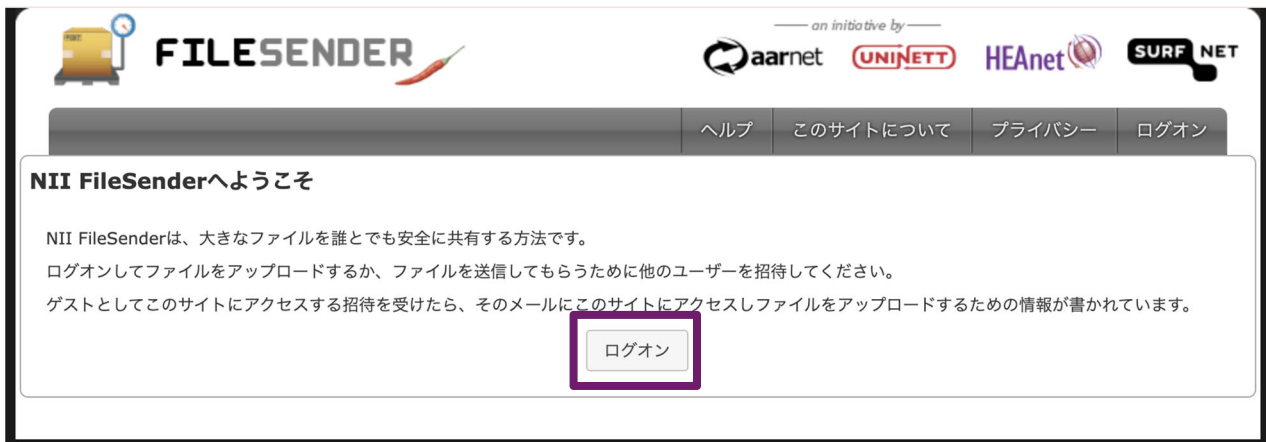 FILESENDER
an initiative by
aarnet UNINETT HEAnet SURF NET
ヘルプ このサイトについて プライバシー ログオン
NII FileSenderへようこそ
NII FileSenderは、大きなファイルを誰とでも安全に共有する方法です。
ログオンしてファイルをアップロードするか、ファイルを送信してもらうために他のユーザーを招待してください。
ゲストとしてこのサイトにアクセスする招待を受けたら、そのメールにこのサイトにアクセスしファイルをアップロードするための情報が書かれています。
ログオン